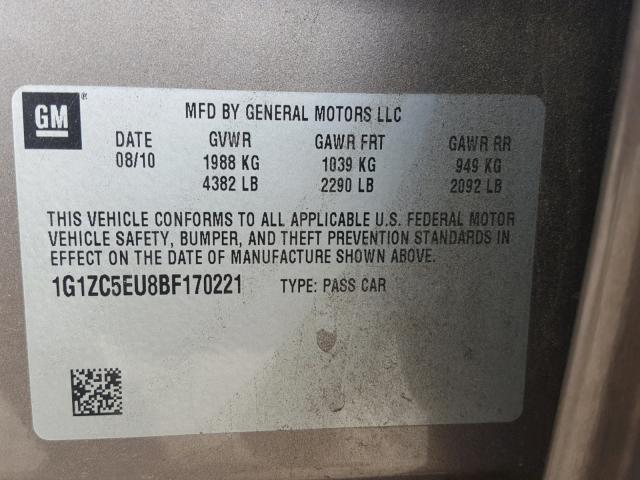 GM ®
MFD BY GENERAL MOTORS LLC
DATE GVWR GAWR FRT GAWR RR
08/10 1988 KG 1039 KG 949 KG
4382 LB 2290 LB 2092 LB
THIS VEHICLE CONFORMS TO ALL APPLICABLE U.S. FEDERAL MOTOR
VEHICLE SAFETY, BUMPER, AND THEFT PREVENTION STANDARDS IN
EFFECT ON THE DATE OF MANUFACTURE SHOWN ABOVE.
1G1ZC5EU8BF170221 TYPE: PASS CAR